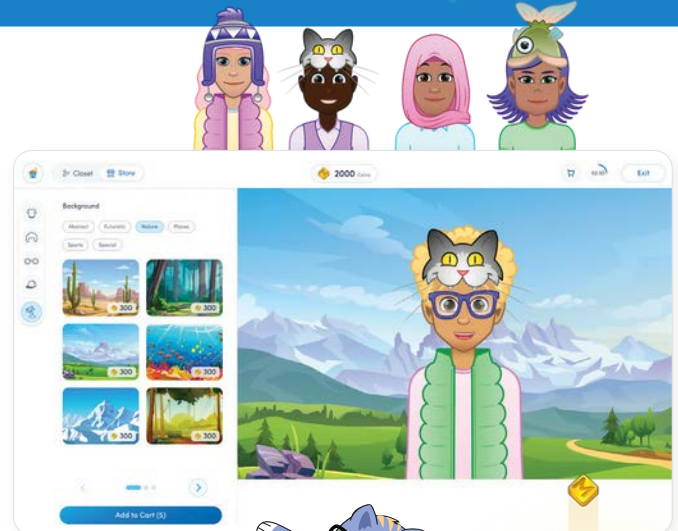 Closet Store 2000 Coins Exit
Background
Abstract Futuristic Nature Places
Sports Special
300 300
300 300
300 300
Add to Cart (5)